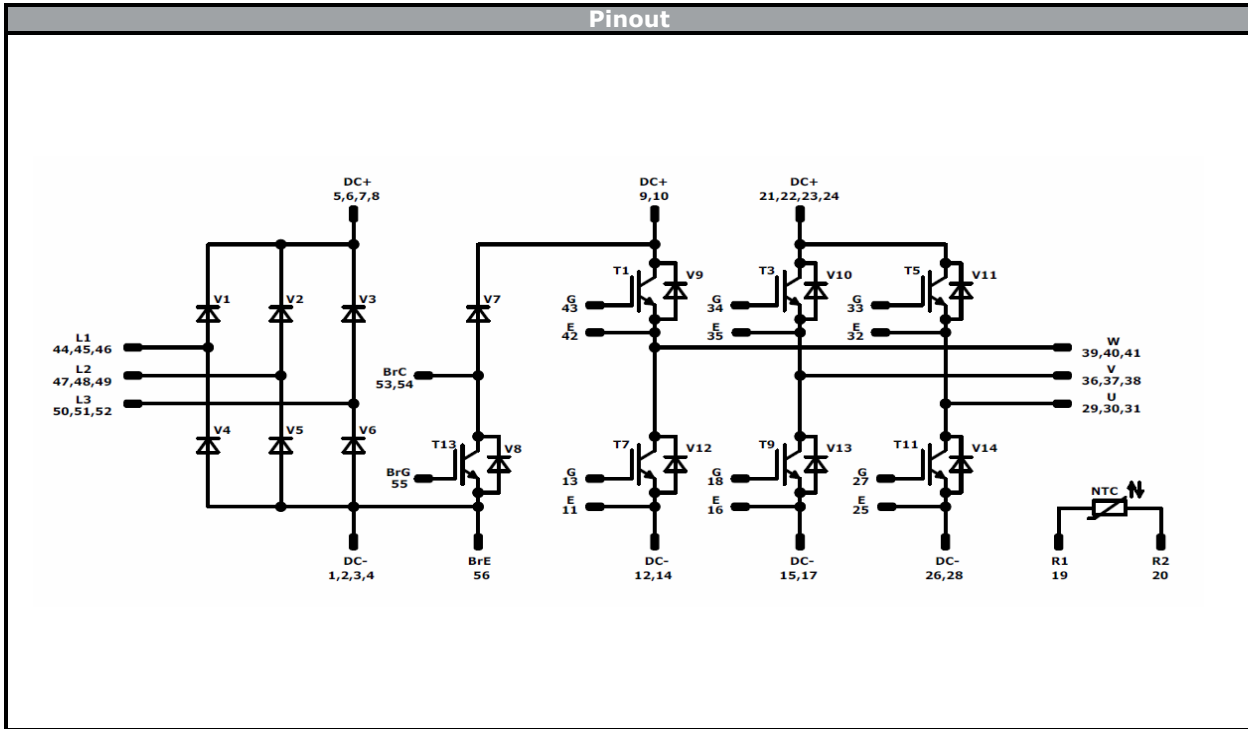 Pinout
DC+
5,6,7,8
DC+
9,10
DC+
21,22,23,24
V1
V2
V3
V7
T1
V9
T3
V10
T5
V11
G
43
G
34
G
33
E
42
E
35
E
32
L1
44,45,46
L2
47,48,49
L3
50,51,52
BrC
53,54
W
39,40,41
V
36,37,38
U
29,30,31
V4
V5
V6
T13
V8
T7
V12
T9
V13
T11
V14
BrG
55
G
13
G
18
G
27
E
11
E
16
E
25
NTC
DC-
1,2,3,4
BrE
56
DC-
12,14
DC-
15,17
DC-
26,28
R1
19
R2
20